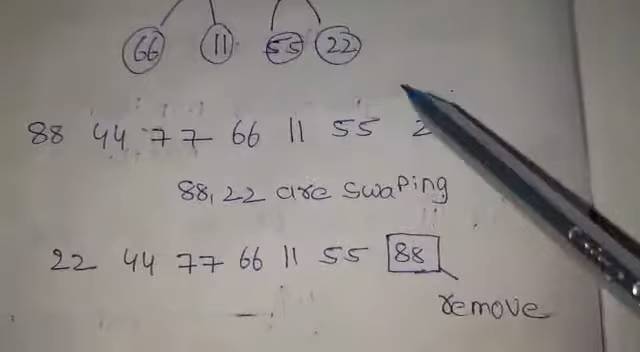 66 11 55 22
88 44 77 66 11 55 2
88, 22 are swaping
22 44 77 66 11 55 88
remove